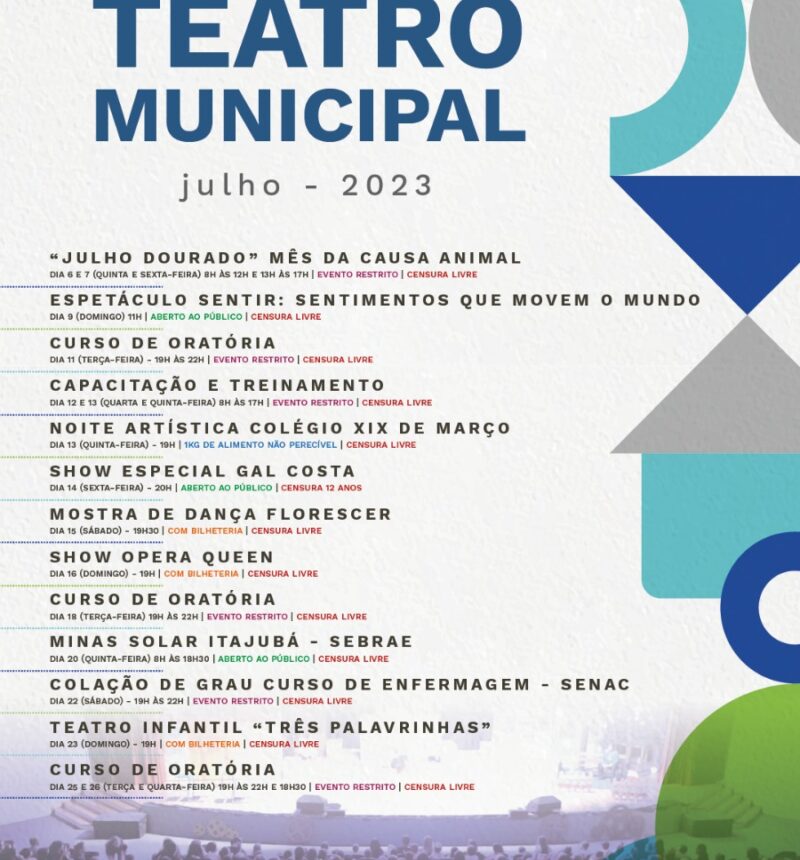 TEATRO
MUNICIPAL
julho - 2023
“JULHO DOURADO” MÊS DA CAUSA ANIMAL
DIA 6 E 7 (QUINTA E SEXTA-FEIRA) 8H ÀS 12H E 13H ÀS 17H | EVENTO RESTRITO | CENSURA LIVRE
ESPETÁCULO SENTIR: SENTIMENTOS QUE MOVEM O MUNDO
DIA 9 (DOMINGO) 11H | ABERTO AO PÚBLICO | CENSURA LIVRE
CURSO DE ORATÓRIA
DIA 11 (TERÇA-FEIRA) - 19H ÀS 22H | EVENTO RESTRITO | CENSURA LIVRE
CAPACITAÇÃO E TREINAMENTO
DIA 12 E 13 (QUARTA E QUINTA-FEIRA) 8H ÀS 17H | EVENTO RESTRITO | CENSURA LIVRE
NOITE ARTÍSTICA COLÉGIO XIX DE MARÇO
DIA 13 (QUINTA-FEIRA) - 19H | 1KG DE ALIMENTO NÃO PERECÍVEL | CENSURA LIVRE
SHOW ESPECIAL GAL COSTA
DIA 14 (SEXTA-FEIRA) - 20H | ABERTO AO PÚBLICO | CENSURA 12 ANOS
MOSTRA DE DANÇA FLORESCER
DIA 15 (SÁBADO) - 19H30 | COM BILHETERIA | CENSURA LIVRE
SHOW OPERA QUEEN
DIA 16 (DOMINGO) - 19H | COM BILHETERIA | CENSURA LIVRE
CURSO DE ORATÓRIA
DIA 18 (TERÇA-FEIRA) 19H ÀS 22H | EVENTO RESTRITO | CENSURA LIVRE
MINAS SOLAR ITAJUBÁ - SEBRAE
DIA 20 (QUINTA-FEIRA) 8H ÀS 18H30 | ABERTO AO PÚBLICO | CENSURA LIVRE
COLAÇÃO DE GRAU CURSO DE ENFERMAGEM - SENAC
DIA 22 (SÁBADO) - 19H ÀS 22H | EVENTO RESTRITO | CENSURA LIVRE
TEATRO INFANTIL “TRÊS PALAVRINHAS”
DIA 23 (DOMINGO) - 19H | COM BILHETERIA | CENSURA LIVRE
CURSO DE ORATÓRIA
DIA 25 E 26 (TERÇA E QUARTA-FEIRA) 19H ÀS 22H E 18H30 | EVENTO RESTRITO | CENSURA LIVRE